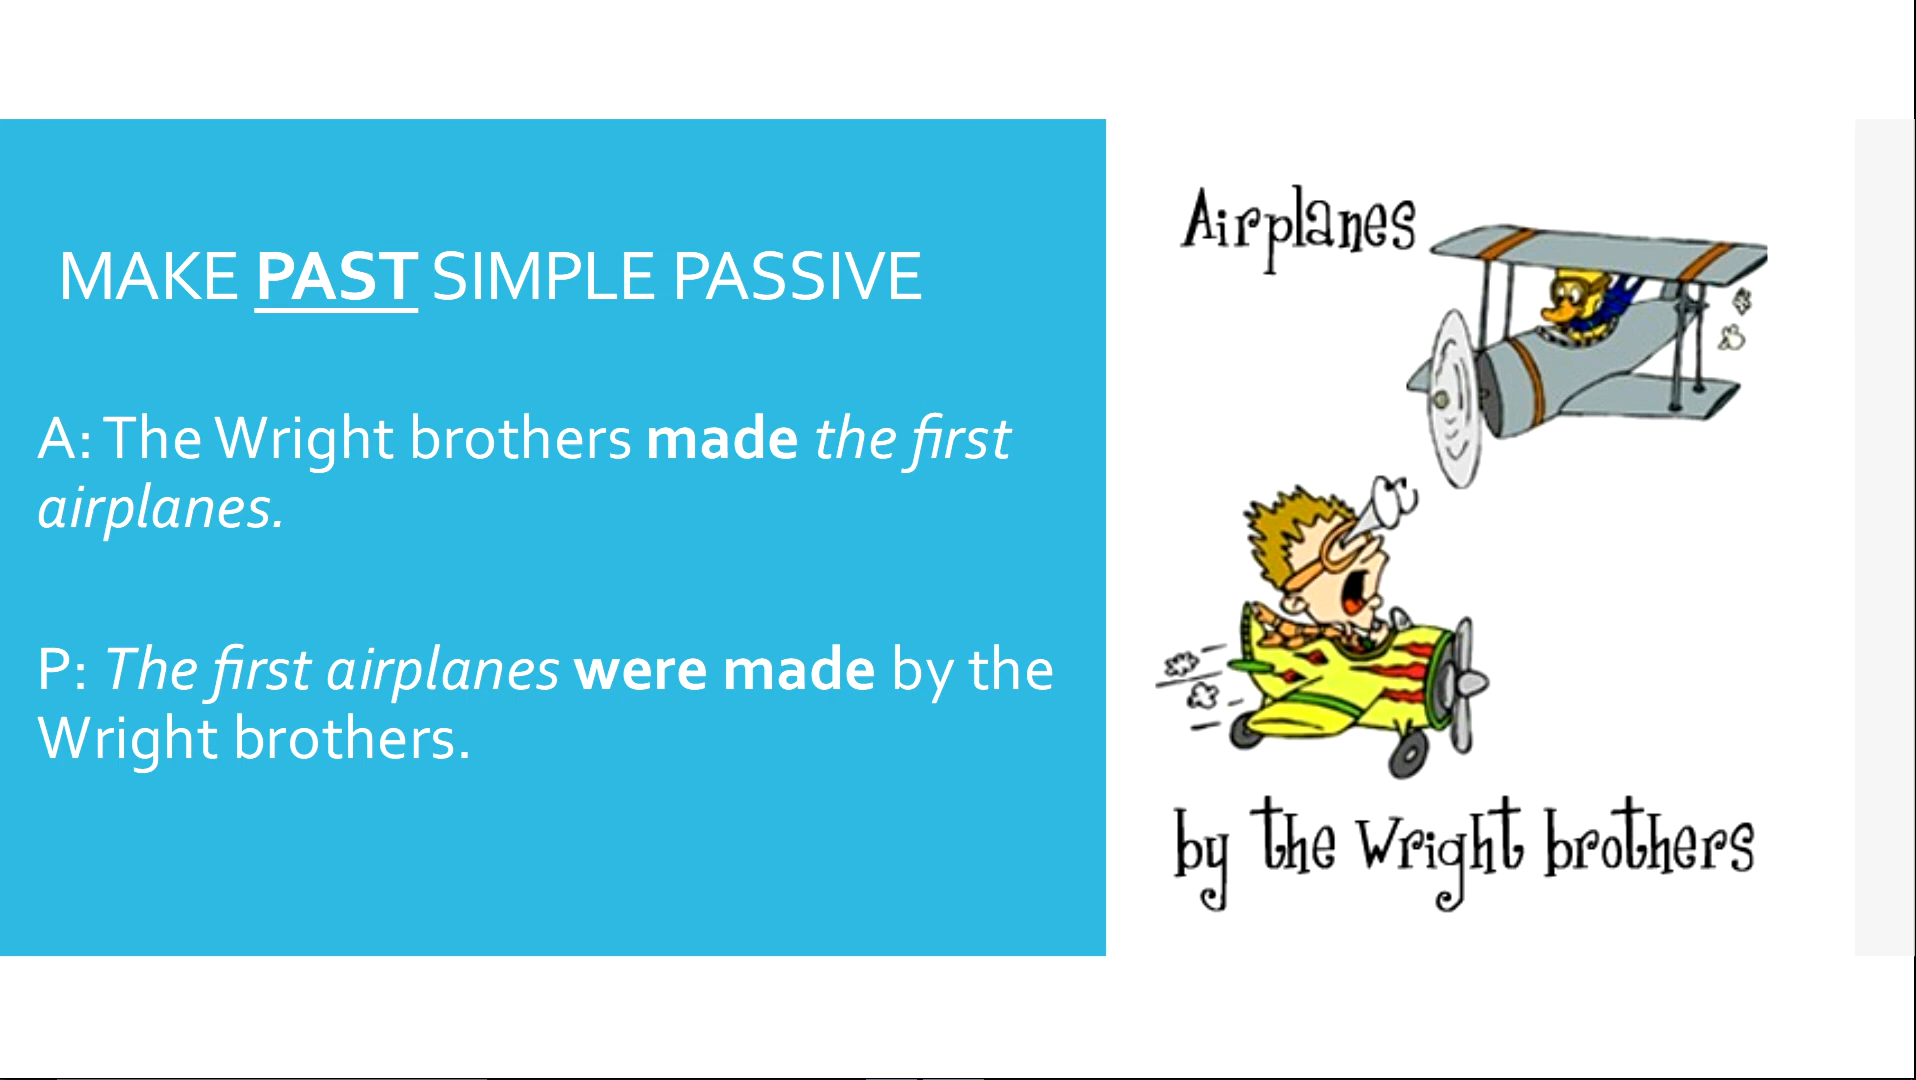 MAKE PAST SIMPLE PASSIVE
A: The Wright brothers made the first
airplanes.
P: The first airplanes were made by the
Wright brothers.
Airplanes
by the Wright brothers